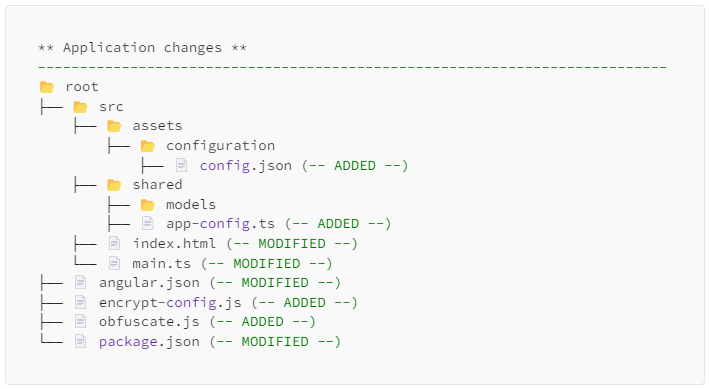 ** Application changes **
---------------------------------------------------------------------------
📂 root
├── 📂 src
    ├── 📂 assets
        ├── 📂 configuration
            ├── 📄 config.json (-- ADDED --)
    ├── 📂 shared
        ├── 📂 models
        ├── 📄 app-config.ts (-- ADDED --)
    ├── 📄 index.html (-- MODIFIED --)
    └── 📄 main.ts (-- MODIFIED --)
├── 📄 angular.json (-- MODIFIED --)
├── 📄 encrypt-config.js (-- ADDED --)
├── 📄 obfuscate.js (-- ADDED --)
└── 📄 package.json (-- MODIFIED --)